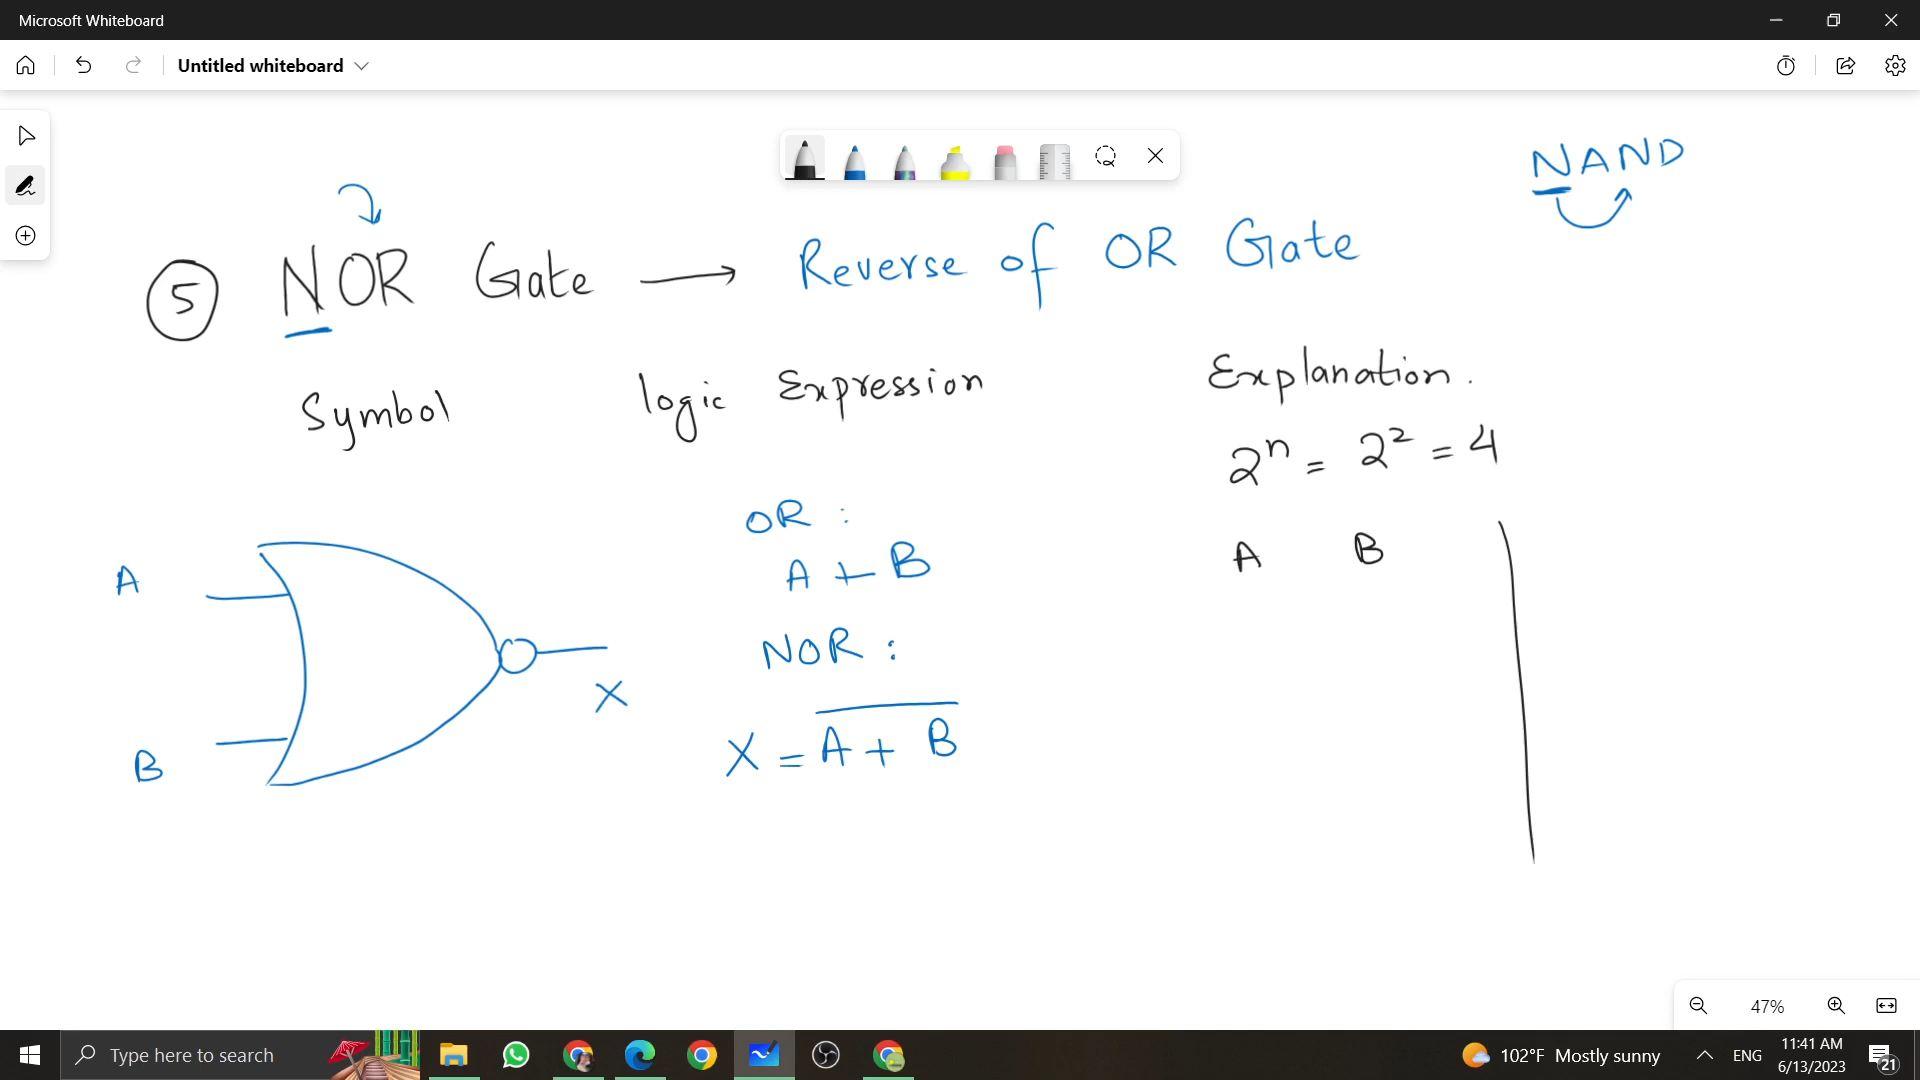 Microsoft Whiteboard
Untitled whiteboard
NAND
5 NOR Gate → Reverse of OR Gate
Symbol logic Expression Explanation.
2ⁿ = 2² = 4
OR :
A B
A + B
A
NOR :
X
X = A + B
B
47%
Type here to search
102°F Mostly sunny
ENG
11:41 AM
6/13/2023
21